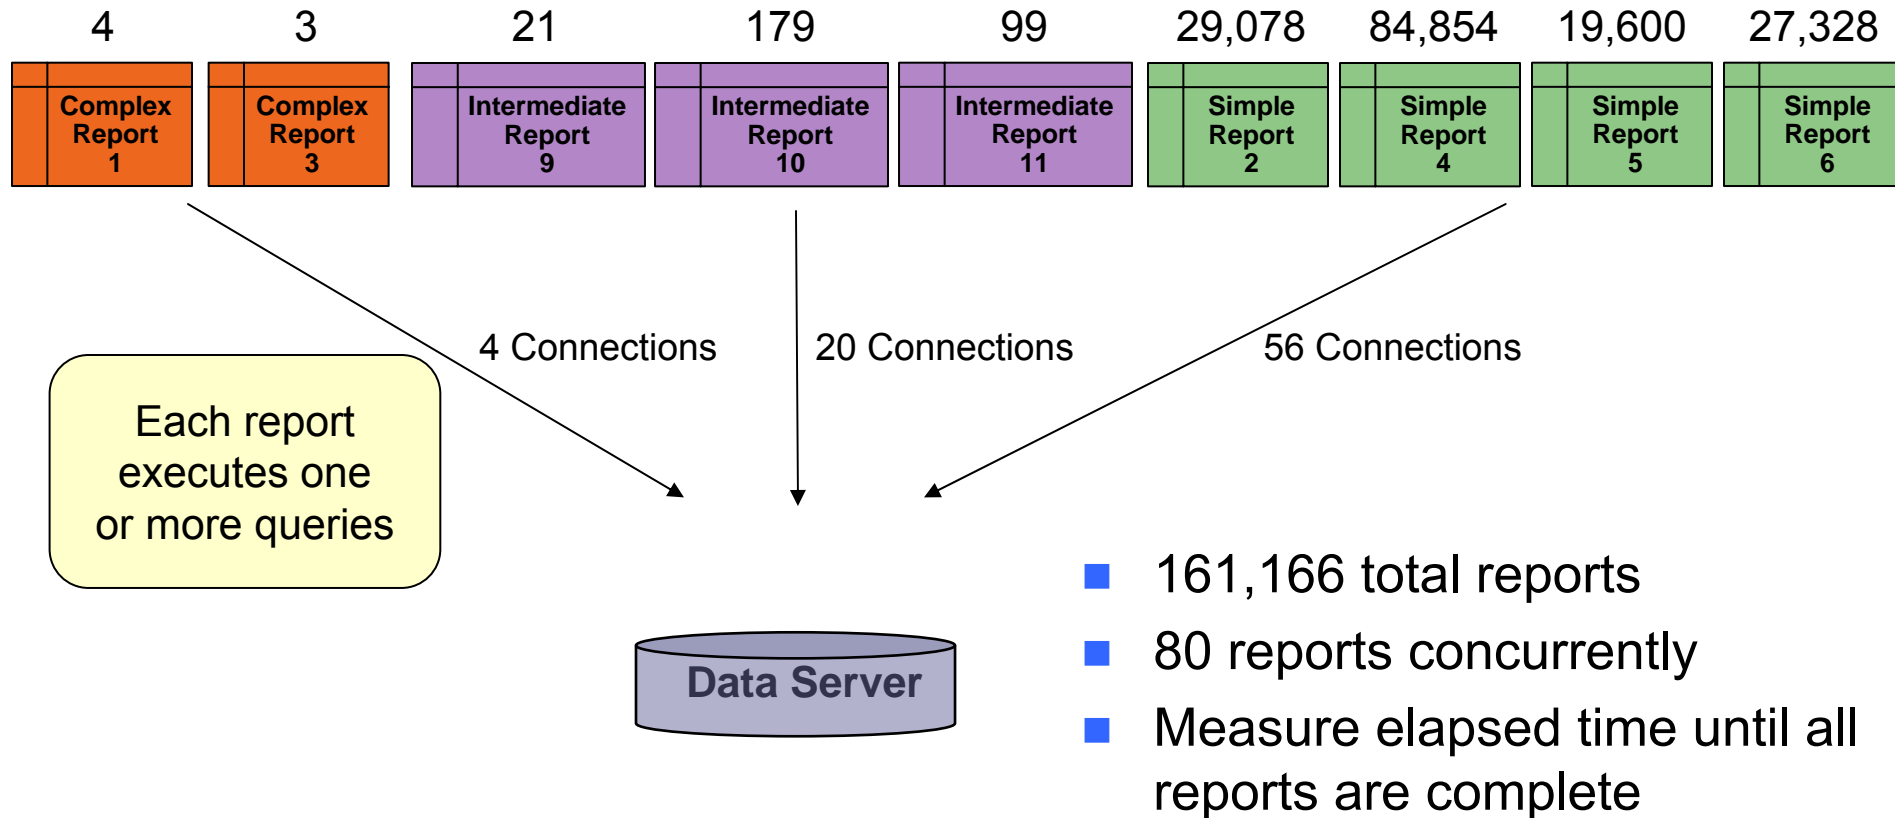 4 3 21 179 99 29,078 84,854 19,600 27,328
Complex
Report
1
Complex
Report
3
Intermediate
Report
9
Intermediate
Report
10
Intermediate
Report
11
Simple
Report
2
Simple
Report
4
Simple
Report
5
Simple
Report
6
4 Connections
20 Connections
56 Connections
Each report
executes one
or more queries
Data Server
161,166 total reports
80 reports concurrently
Measure elapsed time until all
reports are complete